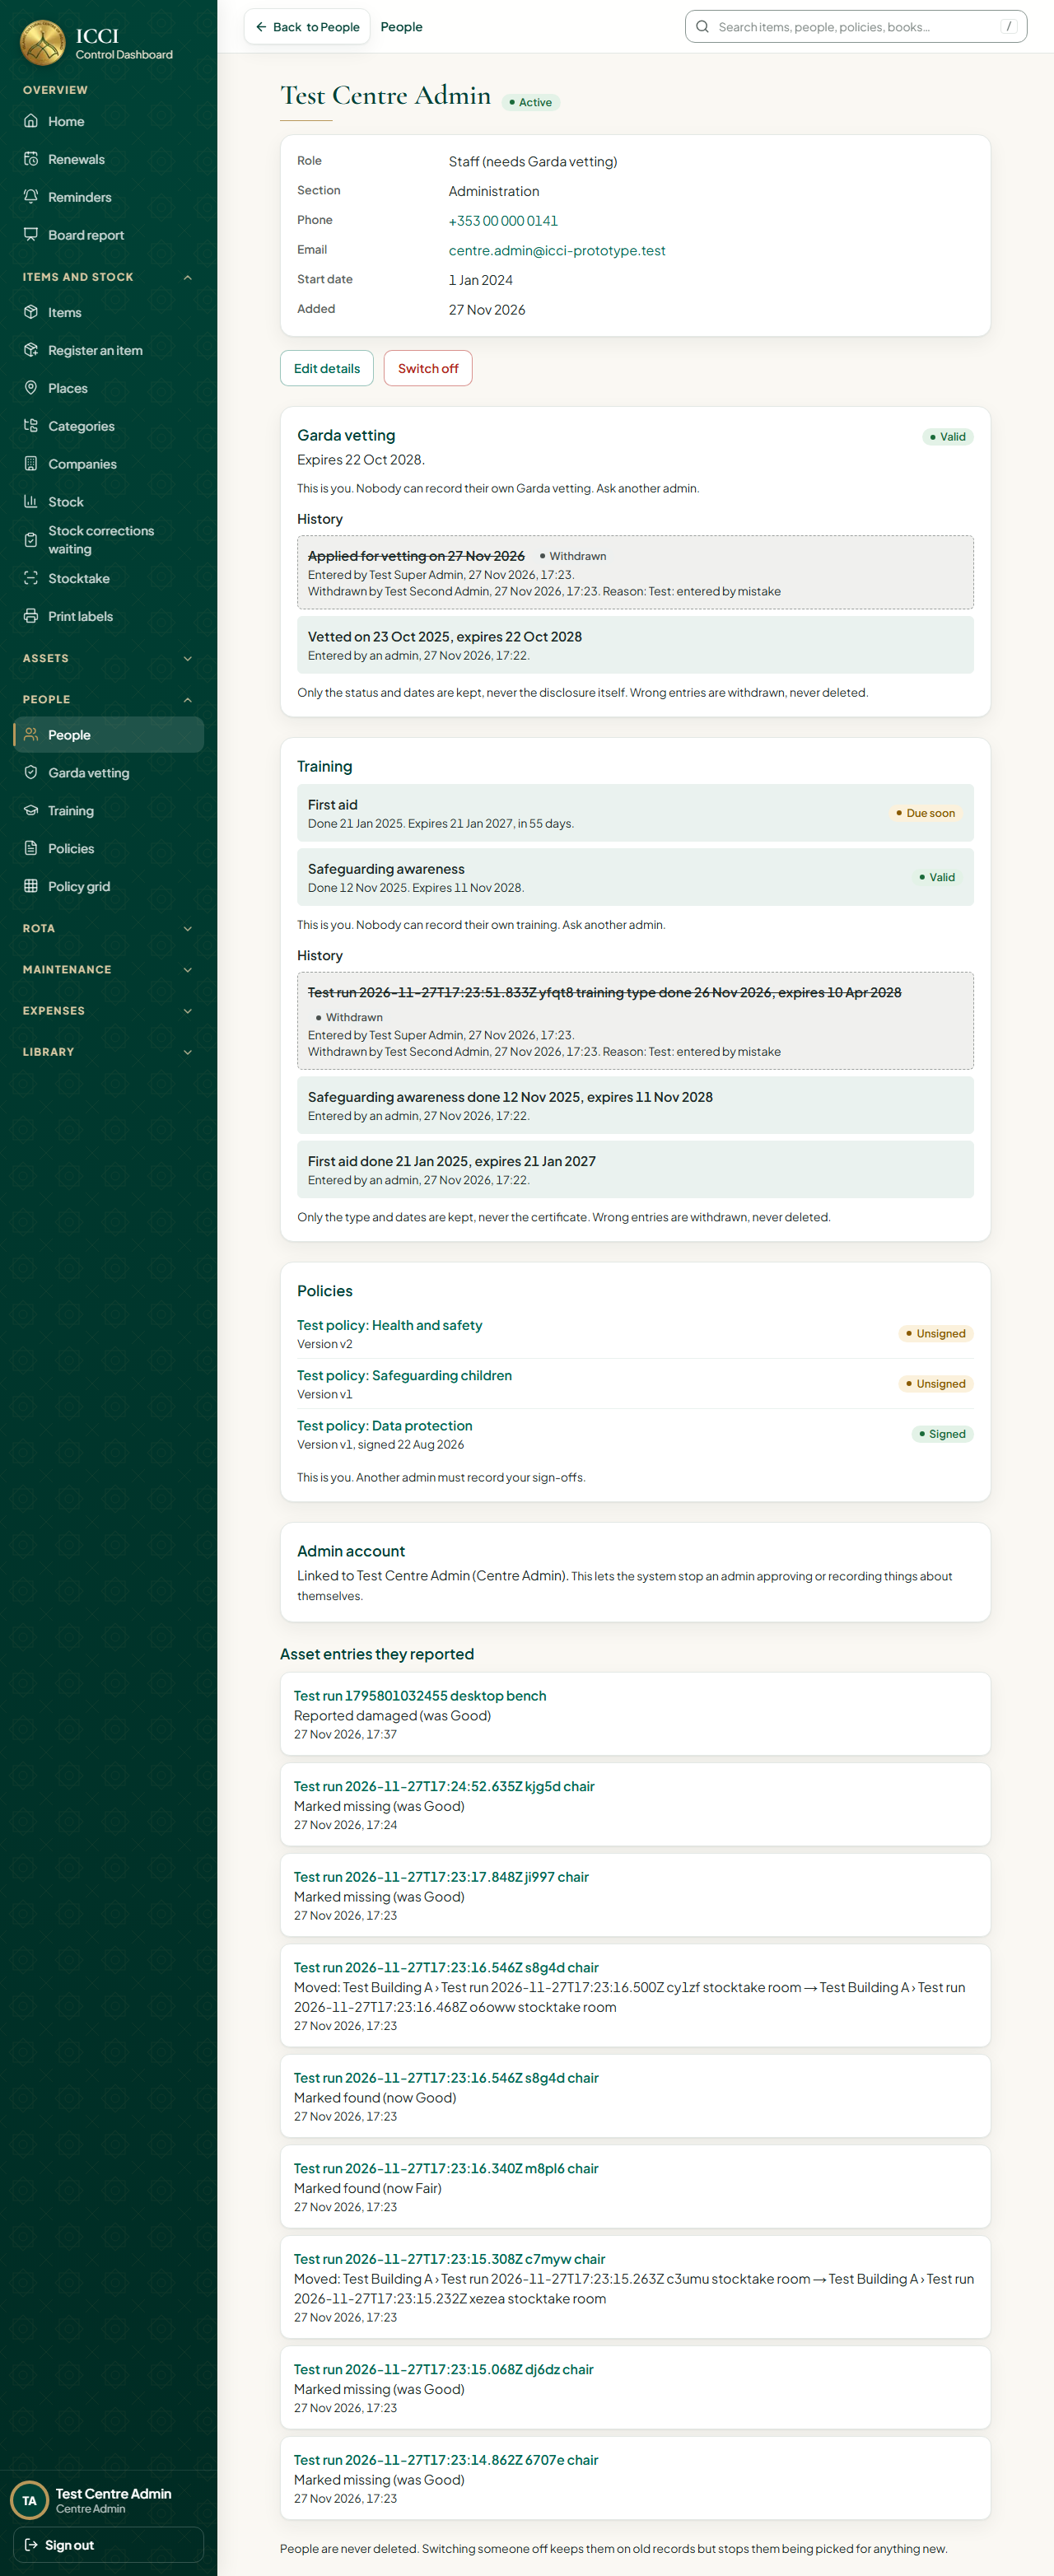 ICCI
Control Dashboard
OVERVIEW
Home
Renewals
Reminders
Board report
ITEMS AND STOCK
Items
Register an item
Places
Categories
Companies
Stock
Stock corrections
waiting
Stocktake
Print labels
ASSETS
PEOPLE
People
Garda vetting
Training
Policies
Policy grid
ROTA
MAINTENANCE
EXPENSES
LIBRARY
TA
Test Centre Admin
Centre Admin
Sign out
Back to People
People
Search items, people, policies, books...
/
Test Centre Admin
Active
Role
Staff (needs Garda vetting)
Section
Administration
Phone
+353 00 000 0141
Email
centre.admin@icci-prototype.test
Start date
1 Jan 2024
Added
27 Nov 2026
Edit details
Switch off
Garda vetting
Valid
Expires 22 Oct 2028.
This is you. Nobody can record their own Garda vetting. Ask another admin.
History
Applied for vetting on 27 Nov 2026
Withdrawn
Entered by Test Super Admin, 27 Nov 2026, 17:23.
Withdrawn by Test Second Admin, 27 Nov 2026, 17:23. Reason: Test: entered by mistake
Vetted on 23 Oct 2025, expires 22 Oct 2028
Entered by an admin, 27 Nov 2026, 17:22.
Only the status and dates are kept, never the disclosure itself. Wrong entries are withdrawn, never deleted.
Training
First aid
Done 21 Jan 2025. Expires 21 Jan 2027, in 55 days.
Due soon
Safeguarding awareness
Done 12 Nov 2025. Expires 11 Nov 2028.
Valid
This is you. Nobody can record their own training. Ask another admin.
History
Test run 2026-11-27T17:23:51.833Z yfqt8 training type done 26 Nov 2026, expires 10 Apr 2028
Withdrawn
Entered by Test Super Admin, 27 Nov 2026, 17:23.
Withdrawn by Test Second Admin, 27 Nov 2026, 17:23. Reason: Test: entered by mistake
Safeguarding awareness done 12 Nov 2025, expires 11 Nov 2028
Entered by an admin, 27 Nov 2026, 17:22.
First aid done 21 Jan 2025, expires 21 Jan 2027
Entered by an admin, 27 Nov 2026, 17:22.
Only the type and dates are kept, never the certificate. Wrong entries are withdrawn, never deleted.
Policies
Test policy: Health and safety
Version v2
Unsigned
Test policy: Safeguarding children
Version v1
Unsigned
Test policy: Data protection
Version v1, signed 22 Aug 2026
Signed
This is you. Another admin must record your sign-offs.
Admin account
Linked to Test Centre Admin (Centre Admin). This lets the system stop an admin approving or recording things about
themselves.
Asset entries they reported
Test run 1795801032455 desktop bench
Reported damaged (was Good)
27 Nov 2026, 17:37
Test run 2026-11-27T17:24:52.635Z kjg5d chair
Marked missing (was Good)
27 Nov 2026, 17:24
Test run 2026-11-27T17:23:17.848Z ji997 chair
Marked missing (was Good)
27 Nov 2026, 17:23
Test run 2026-11-27T17:23:16.546Z s8g4d chair
Moved: Test Building A › Test run 2026-11-27T17:23:16.500Z cy1zf stocktake room → Test Building A › Test run
2026-11-27T17:23:16.468Z o6oww stocktake room
27 Nov 2026, 17:23
Test run 2026-11-27T17:23:16.546Z s8g4d chair
Marked found (now Good)
27 Nov 2026, 17:23
Test run 2026-11-27T17:23:16.340Z m8pl6 chair
Marked found (now Fair)
27 Nov 2026, 17:23
Test run 2026-11-27T17:23:15.308Z c7myw chair
Moved: Test Building A › Test run 2026-11-27T17:23:15.263Z c3umu stocktake room → Test Building A › Test run
2026-11-27T17:23:15.232Z xezea stocktake room
27 Nov 2026, 17:23
Test run 2026-11-27T17:23:15.068Z dj6dz chair
Marked missing (was Good)
27 Nov 2026, 17:23
Test run 2026-11-27T17:23:14.862Z 6707e chair
Marked missing (was Good)
27 Nov 2026, 17:23
People are never deleted. Switching someone off keeps them on old records but stops them being picked for anything new.